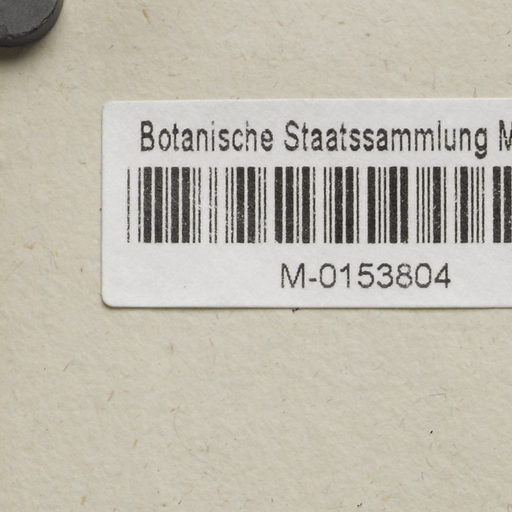 Botanische Staatssammlung M
M-0153804